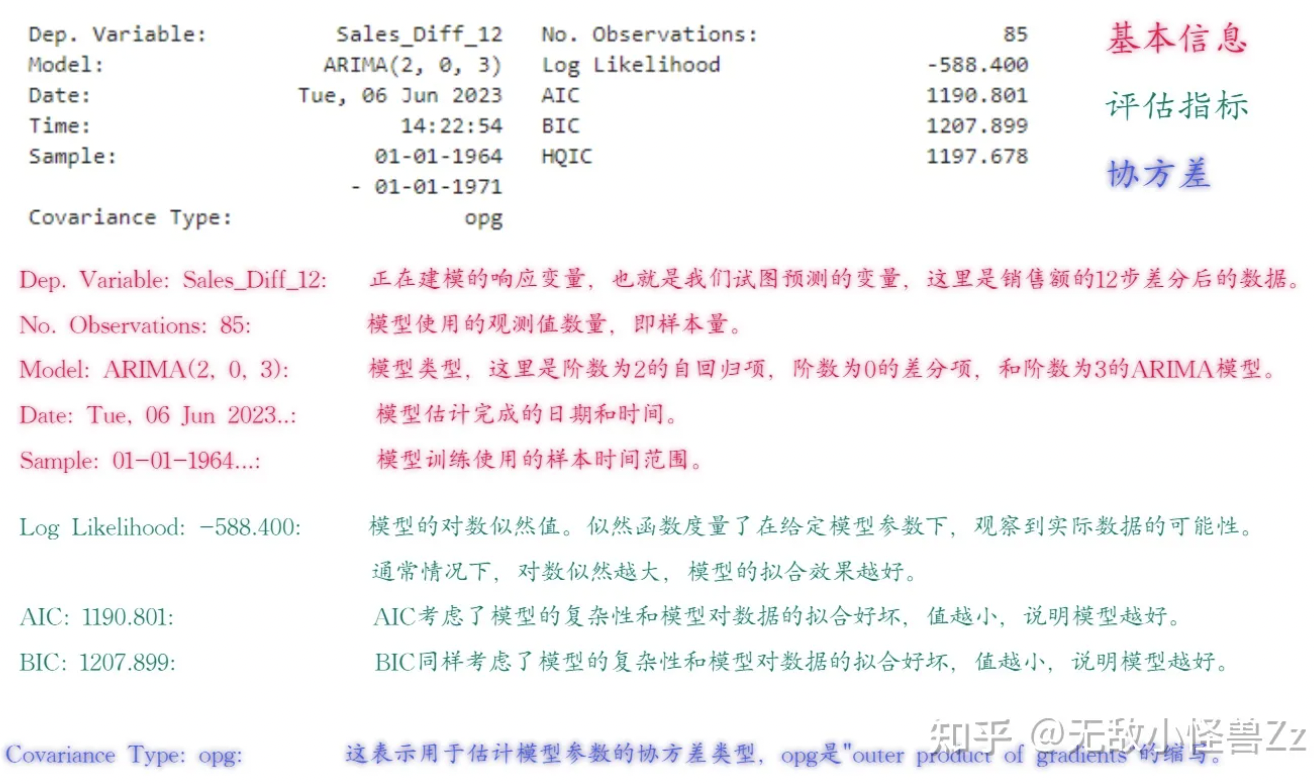 Dep. Variable: Sales_Diff_12 No. Observations: 85
Model: ARIMA(2, 0, 3) Log Likelihood -588.400
Date: Tue, 06 Jun 2023 AIC 1190.801
Time: 14:22:54 BIC 1207.899
Sample: 01-01-1964 HQIC 1197.678
- 01-01-1971
Covariance Type: opg
基本信息
评估指标
协方差
Dep. Variable: Sales_Diff_12: 正在建模的响应变量，也就是我们试图预测的变量，这里是销售额的12步差分后的数据。
No. Observations: 85: 模型使用的观测值数量，即样本量。
Model: ARIMA(2, 0, 3): 模型类型，这里是阶数为2的自回归项，阶数为0的差分项，和阶数为3的ARIMA模型。
Date: Tue, 06 Jun 2023..: 模型估计完成的日期和时间。
Sample: 01-01-1964...: 模型训练使用的样本时间范围。
Log Likelihood: -588.400: 模型的对数似然值。似然函数度量了在给定模型参数下，观察到实际数据的可能性。
通常情况下，对数似然越大，模型的拟合效果越好。
AIC: 1190.801: AIC考虑了模型的复杂性和模型对数据的拟合好坏，值越小，说明模型越好。
BIC: 1207.899: BIC同样考虑了模型的复杂性和模型对数据的拟合好坏，值越小，说明模型越好。
Covariance Type: opg: 这表示用于估计模型参数的协方差类型，opg是"outer product of gradients"的缩写。
知乎 @无敌小怪兽Zz